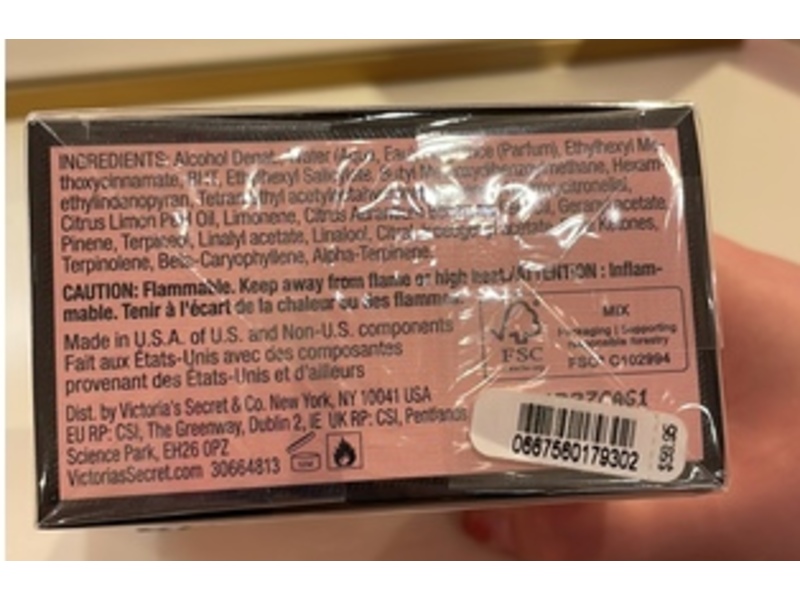 INGREDIENTS: Alcohol Denat., Water (Aqua, Eau), (Parfum), Ethylhexyl Me-
thoxycinnamate, BHT, Ethylhexyl Salicylate, Butyl Methoxydibenzoylmethane, Hexam-
ethylindanopyran,
Citrus Limon Peel Oil, Limonene, Citrus Oil, Geranyl acetate,
Pinene, Terpineol, Linalyl acetate, Linalool, Ketones,
Terpinolene, Beta-Caryophyllene, Alpha-Terpinene.
CAUTION: Flammable. Keep away from flame or high heat./ATTENTION : Inflam-
mable. Tenir à l'écart de la chaleur ou des flammes.
Made in U.S.A. of U.S. and Non-U.S. components
Fait aux États-Unis avec des composantes
provenant des États-Unis et d'ailleurs
Dist. by Victoria's Secret & Co. New York, NY 10041 USA
EU RP: CSI, The Greenway, Dublin 2, IE UK RP: CSI, Pentlands
Science Park, EH26 0PZ
VictoriasSecret.com 30664813
FSC
MIX
Packaging | Supporting
responsible forestry
FSC® C102994
0667560179302